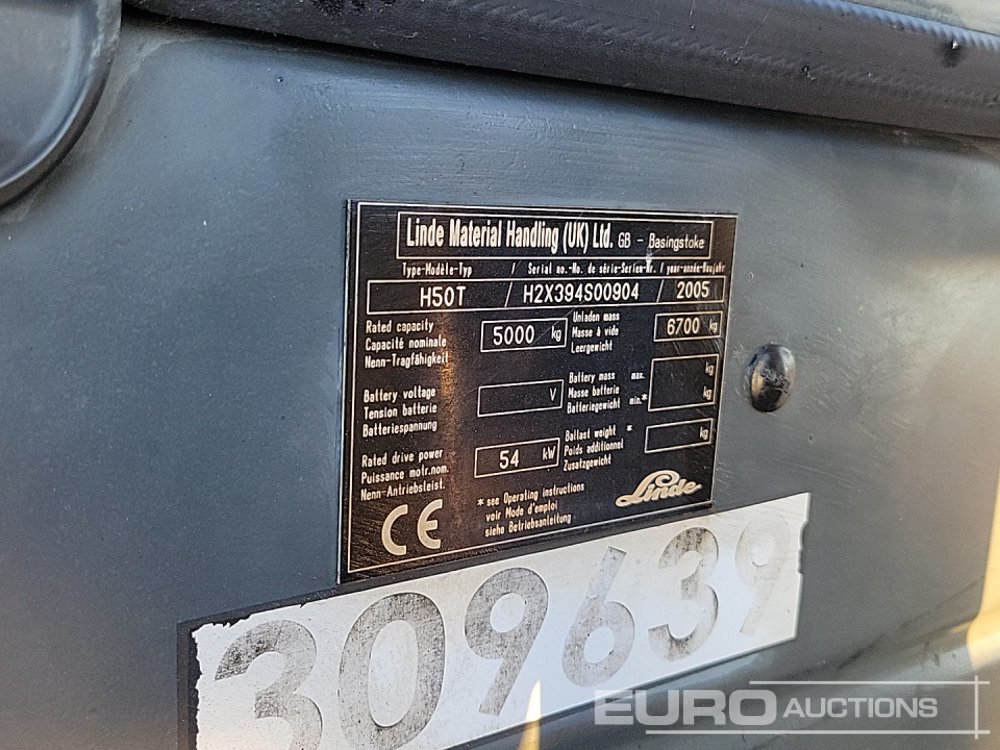 Linde Material Handling (UK) Ltd. GB - Basingstoke
Type-Modèle-Typ / Serial no.-No. de série-Serien-Nr. / year-année-Baujahr
H50T / H2X394S00904 / 2005
Rated capacity
Capacité nominale
Nenn-Tragfähigkeit
5000 kg
Unladen mass
Masse à vide
Leergewicht
6700 kg
Battery voltage
Tension batterie
Batteriespannung
V
Battery mass max.
Masse batterie
Batteriegewicht min.*
kg
kg
Rated drive power
Puissance motr.nom.
Nenn-Antriebsleist.
54 kW
Ballast weight *
Poids additionnel
Zusatzgewicht
kg
CE
* see Operating instructions
voir Mode d'emploi
siehe Betriebsanleitung
Linde
309639
EURO AUCTIONS